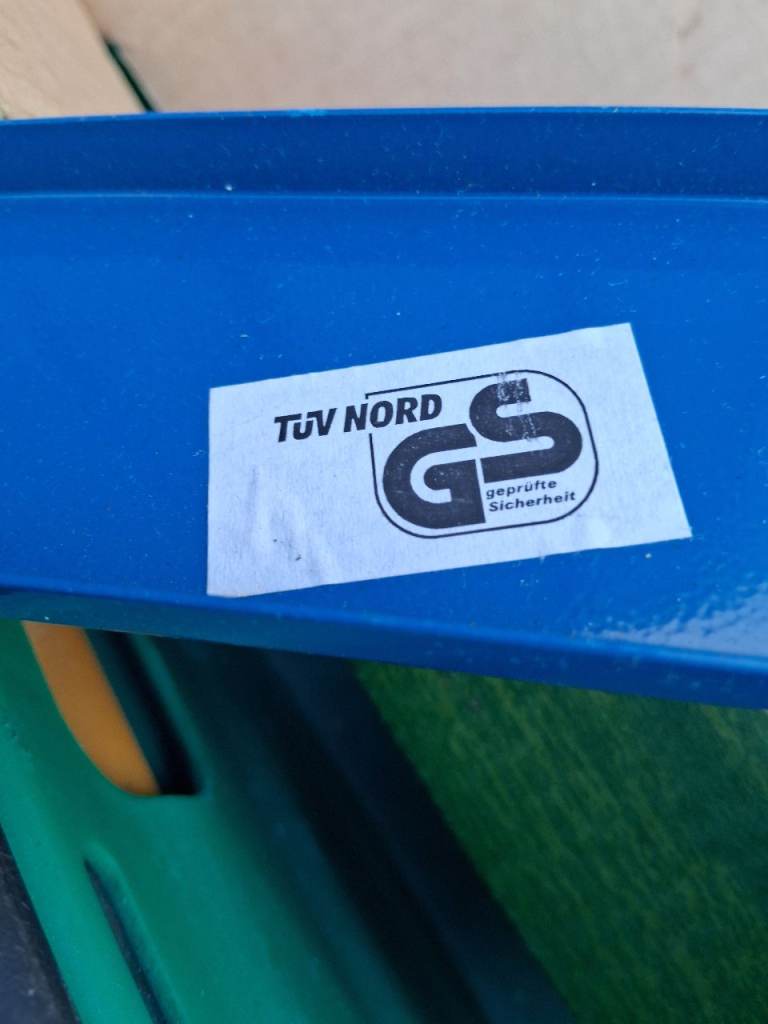 TÜV NORD
GS
geprüfte
Sicherheit